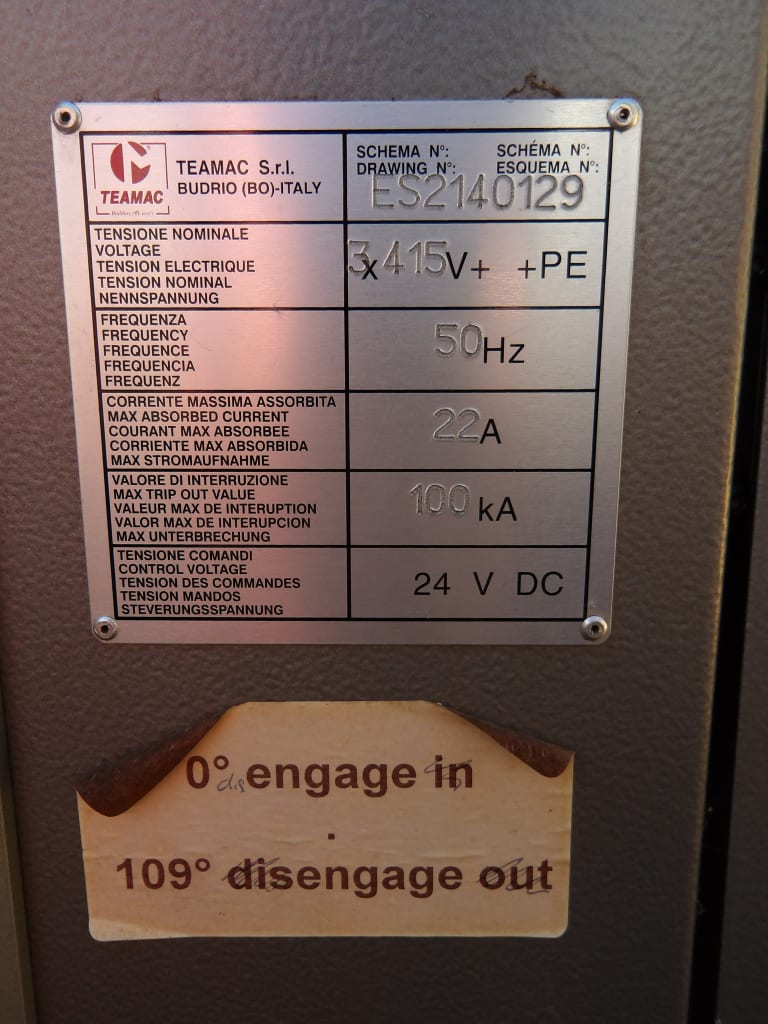 TEAMAC
TEAMAC S.r.l.
BUDRIO (BO)-ITALY
SCHEMA N°: SCHÉMA N°:
DRAWING N°: ESQUEMA N°:
ES2140129
TENSIONE NOMINALE
VOLTAGE
TENSION ELECTRIQUE
TENSION NOMINAL
NENNSPANNUNG
3x415V+ +PE
FREQUENZA
FREQUENCY
FREQUENCE
FREQUENCIA
FREQUENZ
50Hz
CORRENTE MASSIMA ASSORBITA
MAX ABSORBED CURRENT
COURANT MAX ABSORBEE
CORRIENTE MAX ABSORBIDA
MAX STROMAUFNAHME
22A
VALORE DI INTERRUZIONE
MAX TRIP OUT VALUE
VALEUR MAX DE INTERUPTION
VALOR MAX DE INTERUPCION
MAX UNTERBRECHUNG
100 kA
TENSIONE COMANDI
CONTROL VOLTAGE
TENSION DES COMMANDES
TENSION MANDOS
STEVERUNGSSPANNUNG
24 V DC
0° dis engage in
.
109° disengage out